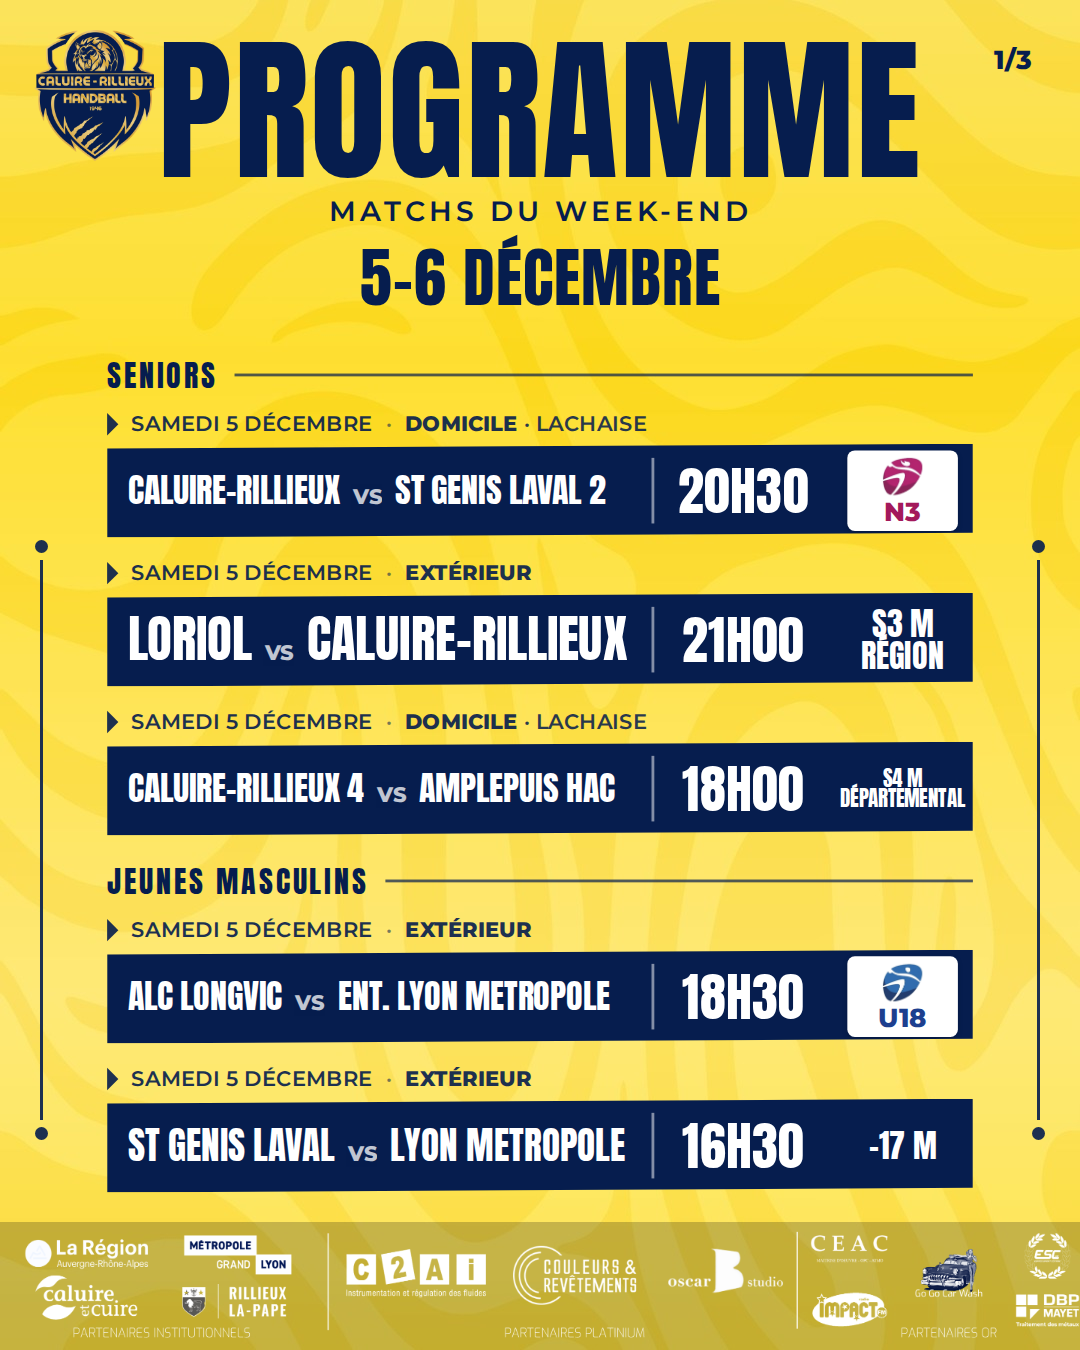 CALUIRE-RILLIEUX
HANDBALL
PROGRAMME
1/3
MATCHS DU WEEK-END
5-6 DÉCEMBRE
SENIORS
SAMEDI 5 DÉCEMBRE · DOMICILE · LACHAISE
CALUIRE-RILLIEUX vs ST GENIS LAVAL 2
20H30
N3
SAMEDI 5 DÉCEMBRE · EXTÉRIEUR
LORIOL vs CALUIRE-RILLIEUX
21H00
S3 M
RÉGION
SAMEDI 5 DÉCEMBRE · DOMICILE · LACHAISE
CALUIRE-RILLIEUX 4 vs AMPLEPUIS HAC
18H00
S4 M
DÉPARTEMENTAL
JEUNES MASCULINS
SAMEDI 5 DÉCEMBRE · EXTÉRIEUR
ALC LONGVIC vs ENT. LYON METROPOLE
18H30
U18
SAMEDI 5 DÉCEMBRE · EXTÉRIEUR
ST GENIS LAVAL vs LYON METROPOLE
16H30
-17 M
La Région
Auvergne-Rhône-Alpes
MÉTROPOLE
GRAND LYON
caluire
et cuire
RILLIEUX
LA-PAPE
PARTENAIRES INSTITUTIONNELS
C2Ai
Instrumentation et régulation des fluides
COULEURS &
REVÊTEMENTS
oscar B studio
PARTENAIRES PLATINIUM
CEAC
IMPACT
Go Go Car Wash
ESC
DBP
MAYET
Traitement des métaux
PARTENAIRES OR